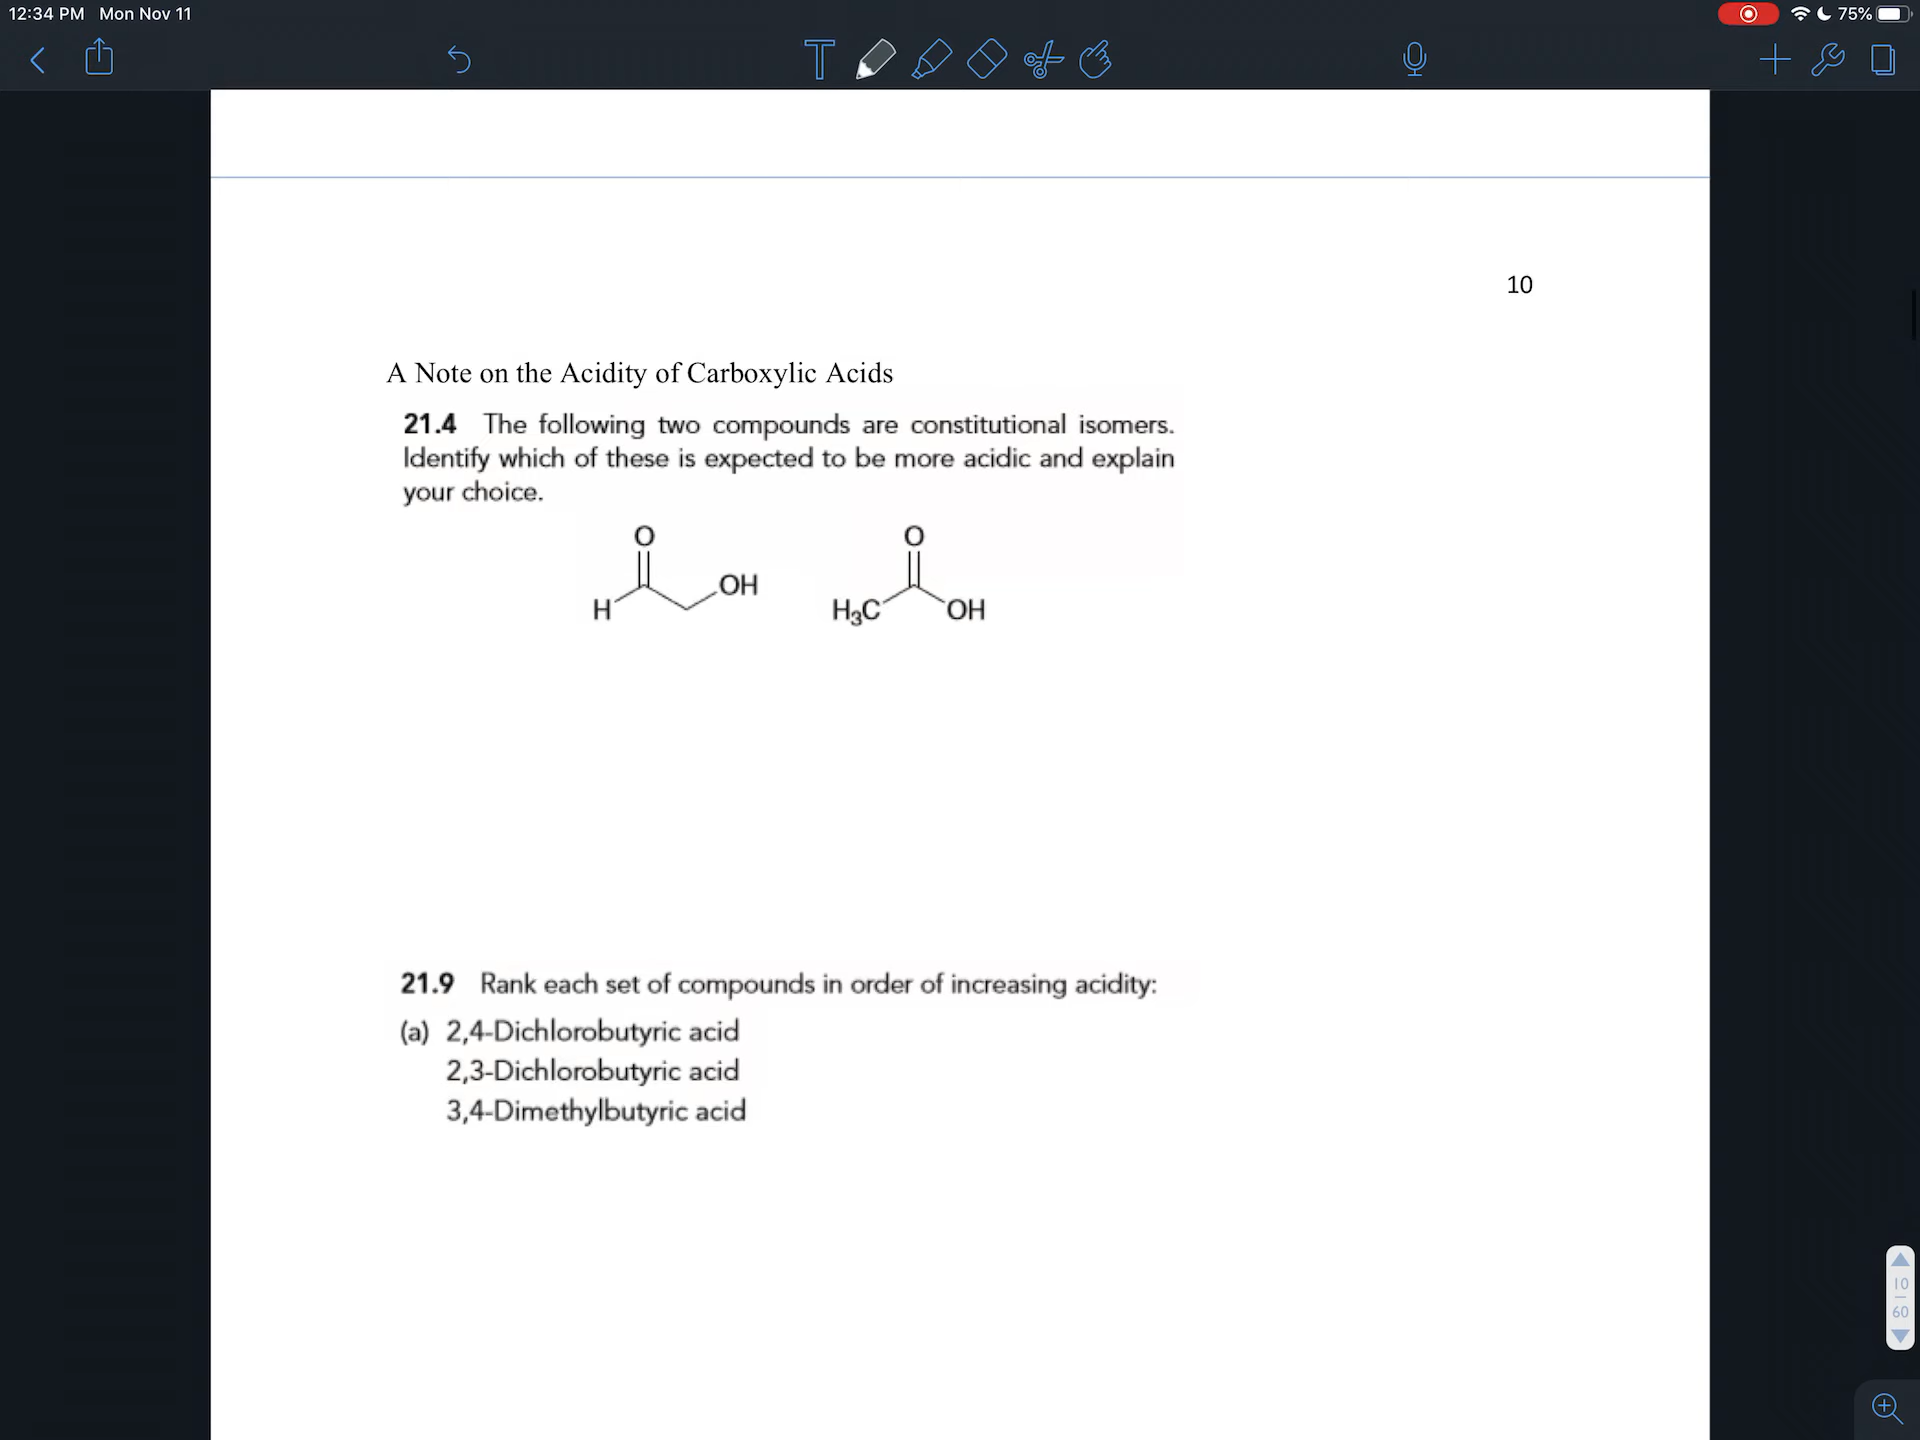 12:34 PM Mon Nov 11
75%
T
10
A Note on the Acidity of Carboxylic Acids
21.4 The following two compounds are constitutional isomers.
Identify which of these is expected to be more acidic and explain
your choice.
O O
OH
H H₃C OH
21.9 Rank each set of compounds in order of increasing acidity:
(a) 2,4-Dichlorobutyric acid
2,3-Dichlorobutyric acid
3,4-Dimethylbutyric acid
10
60